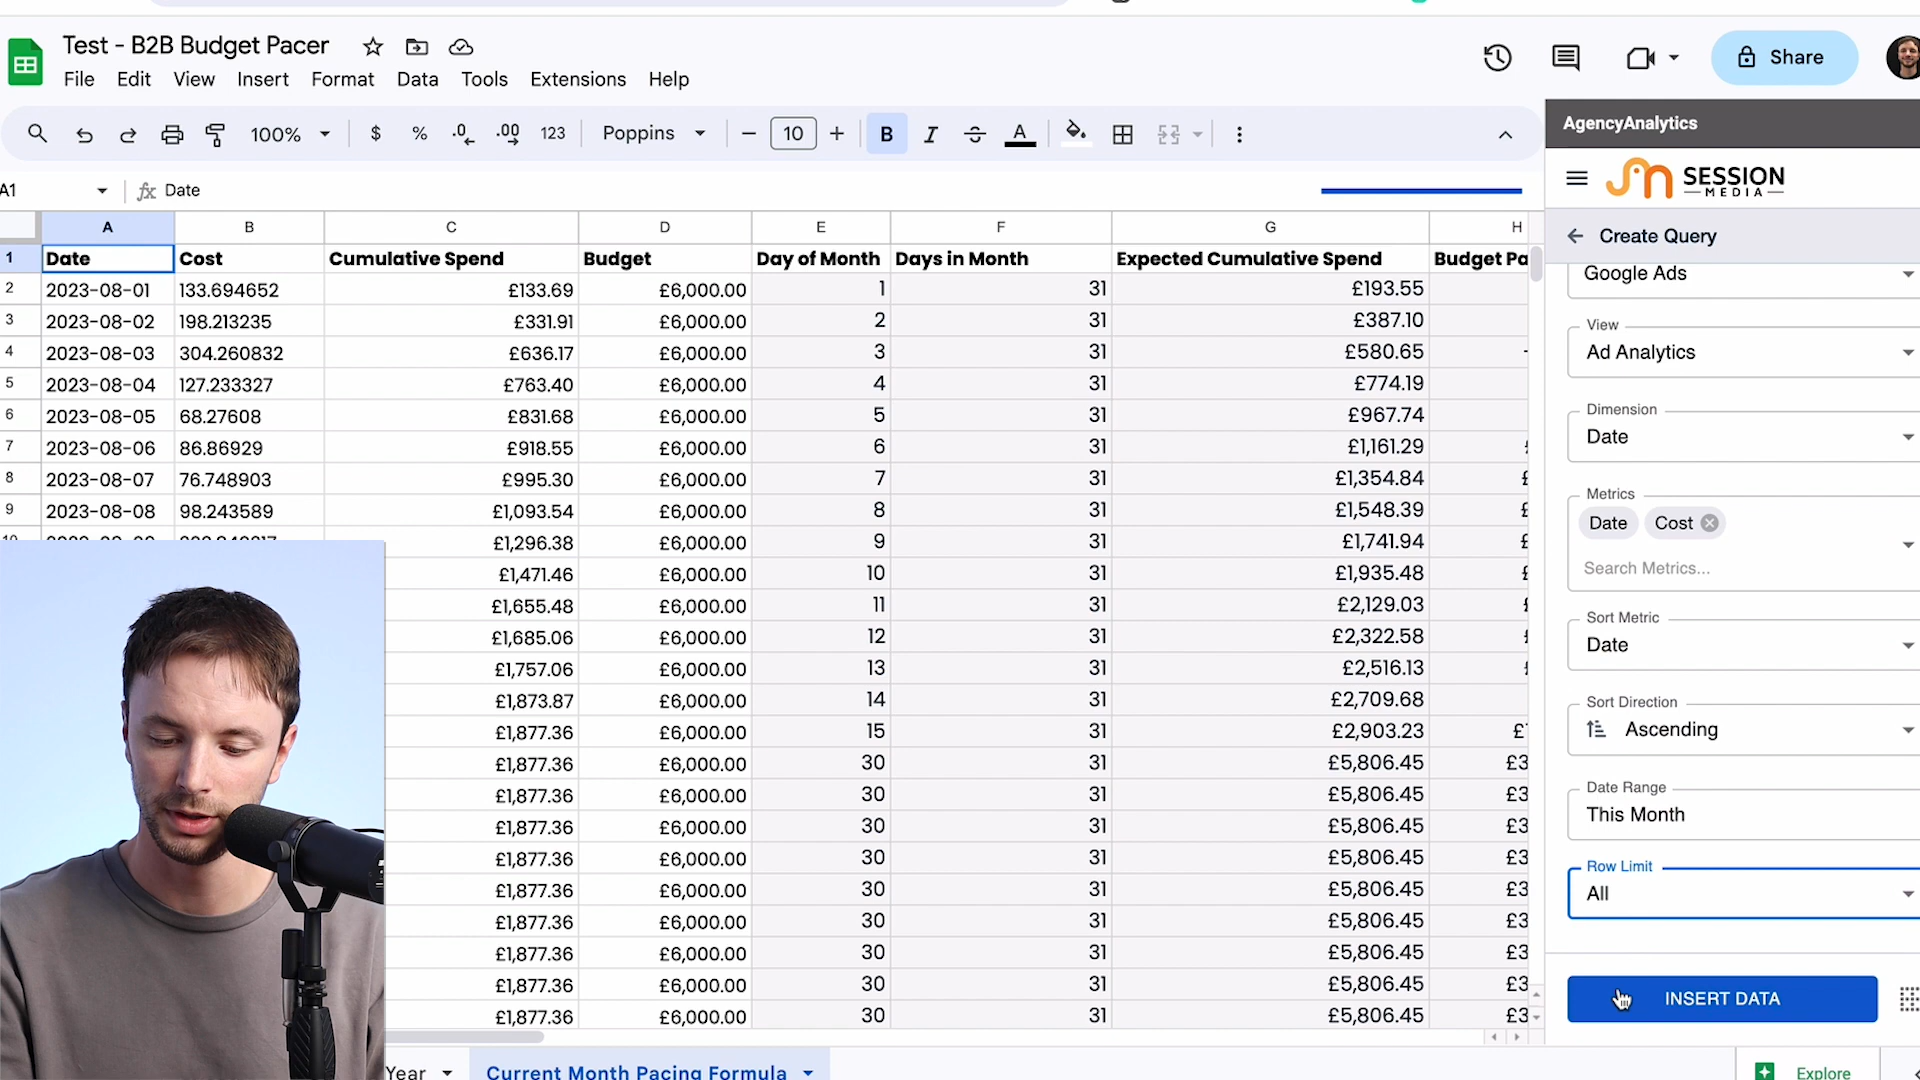 Test - B2B Budget Pacer
File Edit View Insert Format Data Tools Extensions Help
Share
100% $ % .0 .00 123 Poppins 10 B I A
A1 fx Date
A B C D E F G H
1 Date Cost Cumulative Spend Budget Day of Month Days in Month Expected Cumulative Spend Budget Pa
2 2023-08-01 133.694652 £133.69 £6,000.00 1 31 £193.55
3 2023-08-02 198.213235 £331.91 £6,000.00 2 31 £387.10
4 2023-08-03 304.260832 £636.17 £6,000.00 3 31 £580.65 -
5 2023-08-04 127.233327 £763.40 £6,000.00 4 31 £774.19
6 2023-08-05 68.27608 £831.68 £6,000.00 5 31 £967.74
7 2023-08-06 86.86929 £918.55 £6,000.00 6 31 £1,161.29
8 2023-08-07 76.748903 £995.30 £6,000.00 7 31 £1,354.84 £
9 2023-08-08 98.243589 £1,093.54 £6,000.00 8 31 £1,548.39 £
£1,296.38 £6,000.00 9 31 £1,741.94 £
£1,471.46 £6,000.00 10 31 £1,935.48 £
£1,655.48 £6,000.00 11 31 £2,129.03 £
£1,685.06 £6,000.00 12 31 £2,322.58 £
£1,757.06 £6,000.00 13 31 £2,516.13
£1,873.87 £6,000.00 14 31 £2,709.68
£1,877.36 £6,000.00 15 31 £2,903.23 £
£1,877.36 £6,000.00 30 31 £5,806.45 £3
£1,877.36 £6,000.00 30 31 £5,806.45 £3
£1,877.36 £6,000.00 30 31 £5,806.45 £3
£1,877.36 £6,000.00 30 31 £5,806.45 £3
£1,877.36 £6,000.00 30 31 £5,806.45 £3
£1,877.36 £6,000.00 30 31 £5,806.45 £3
£1,877.36 £6,000.00 30 31 £5,806.45 £3
£1,877.36 £6,000.00 30 31 £5,806.45 £3
£1,877.36 £6,000.00 30 31 £5,806.45 £3
Year Current Month Pacing Formula
Explore
AgencyAnalytics
SESSION
MEDIA
Create Query
Google Ads
View
Ad Analytics
Dimension
Date
Metrics
Date Cost
Search Metrics...
Sort Metric
Date
Sort Direction
Ascending
Date Range
This Month
Row Limit
All
INSERT DATA